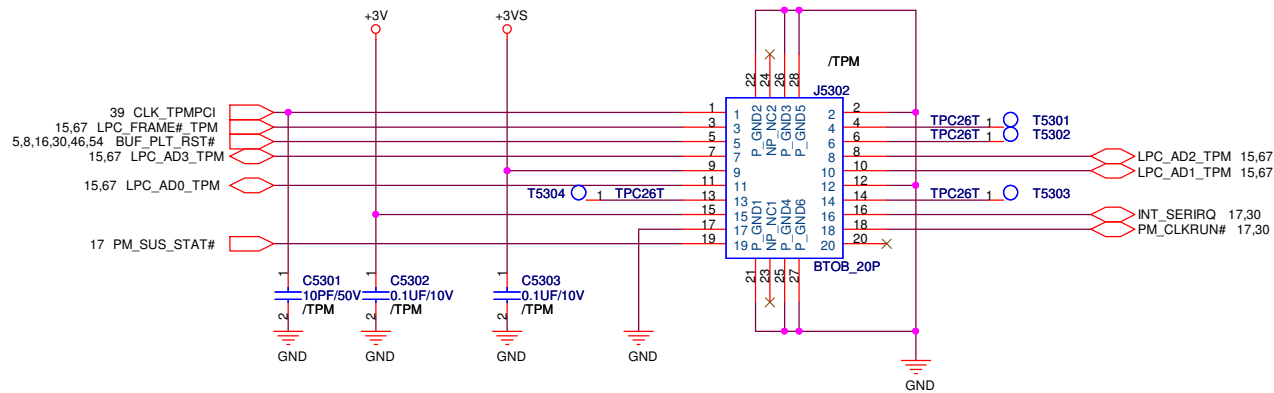 +3V
+3VS
/TPM
J5302
22
24
26
28
P_GND2
NP_NC2
P_GND3
P_GND5
39 CLK_TPMPCI
1
1
2
2
15,67 LPC_FRAME#_TPM
3
3
4
4
TPC26T
1
T5301
5,8,16,30,46,54 BUF_PLT_RST#
5
5
6
6
TPC26T
1
T5302
15,67 LPC_AD3_TPM
7
7
8
8
LPC_AD2_TPM 15,67
9
9
10
10
LPC_AD1_TPM 15,67
15,67 LPC_AD0_TPM
11
11
12
12
T5304
1
TPC26T
13
13
14
14
TPC26T
1
T5303
15
15
16
16
INT_SERIRQ 17,30
17
17
18
18
PM_CLKRUN# 17,30
17 PM_SUS_STAT#
19
19
20
20
P_GND1
NP_NC1
P_GND4
P_GND6
21
23
25
27
BTOB_20P
1
C5301
10PF/50V
/TPM
2
1
C5302
0.1UF/10V
/TPM
2
1
C5303
0.1UF/10V
/TPM
2
GND
GND
GND
GND
GND